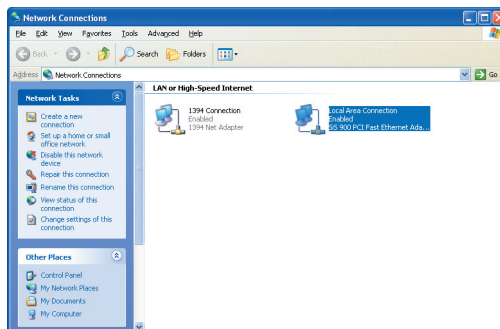 Network Connections
File Edit View Favorites Tools Advanced Help
Back Search Folders
Address Network Connections Go
Network Tasks
Create a new
connection
Set up a home or small
office network
Disable this network
device
Repair this connection
Rename this connection
View status of this
connection
Change settings of this
connection
Other Places
Control Panel
My Network Places
My Documents
My Computer
LAN or High-Speed Internet
1394 Connection
Enabled
1394 Net Adapter
Local Area Connection
Enabled
SiS 900 PCI Fast Ethernet Ada...